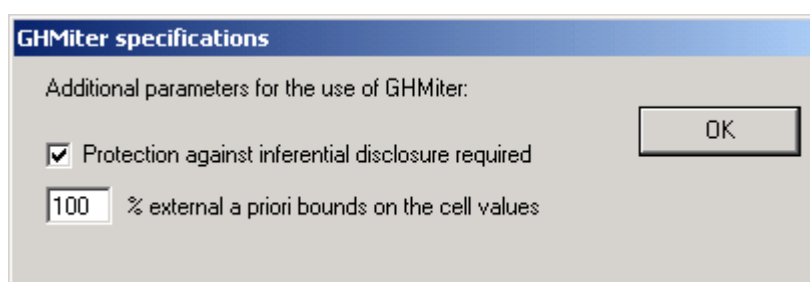 GHMiter specifications
Additional parameters for the use of GHMiter:
OK
Protection against inferential disclosure required
100 % external a priori bounds on the cell values